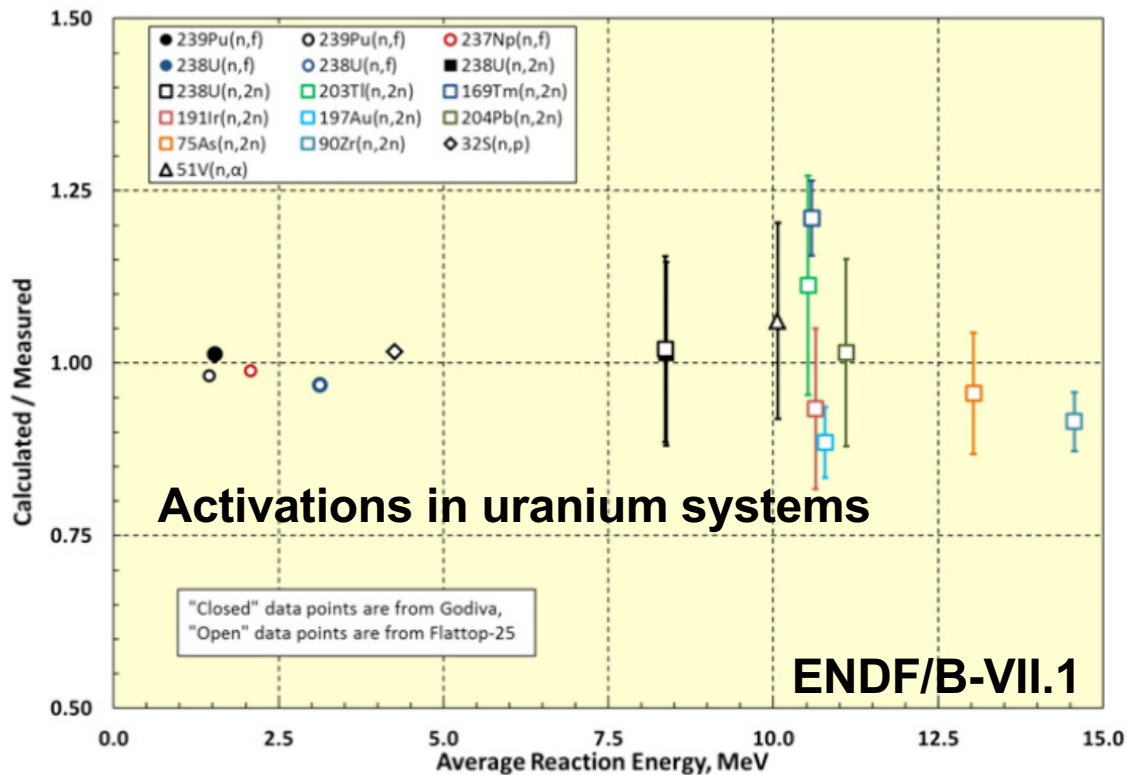 1.50
1.25
1.00
0.75
0.50
Calculated / Measured
239Pu(n,f) 239Pu(n,f) 237Np(n,f)
238U(n,f) 238U(n,f) 238U(n,2n)
238U(n,2n) 203Tl(n,2n) 169Tm(n,2n)
191Ir(n,2n) 197Au(n,2n) 204Pb(n,2n)
75As(n,2n) 90Zr(n,2n) 32S(n,p)
51V(n,α)
Activations in uranium systems
"Closed" data points are from Godiva,
"Open" data points are from Flattop-25
ENDF/B-VII.1
0.0 2.5 5.0 7.5 10.0 12.5 15.0
Average Reaction Energy, MeV